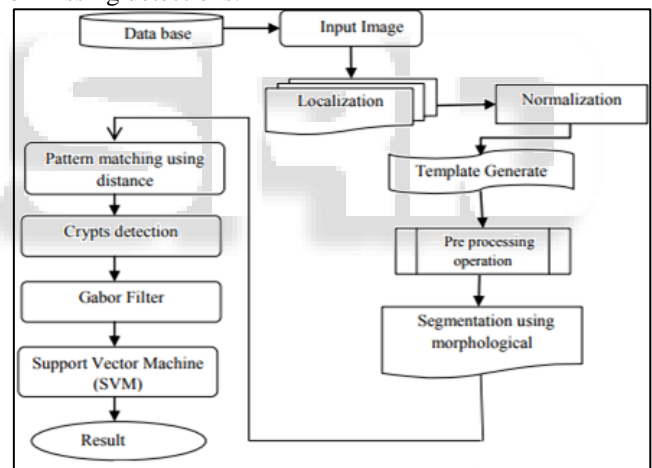 Data base
Input Image
Localization
Normalization
Template Generate
Pre processing
operation
Segmentation using
morphological
Pattern matching using
distance
Crypts detection
Gabor Filter
Support Vector Machine
(SVM)
Result